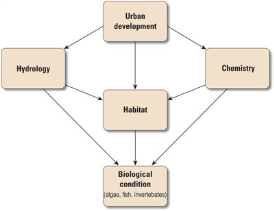 Urban
development
Hydrology
Chemistry
Habitat
Biological
condition
(algae, fish, invertebrates)